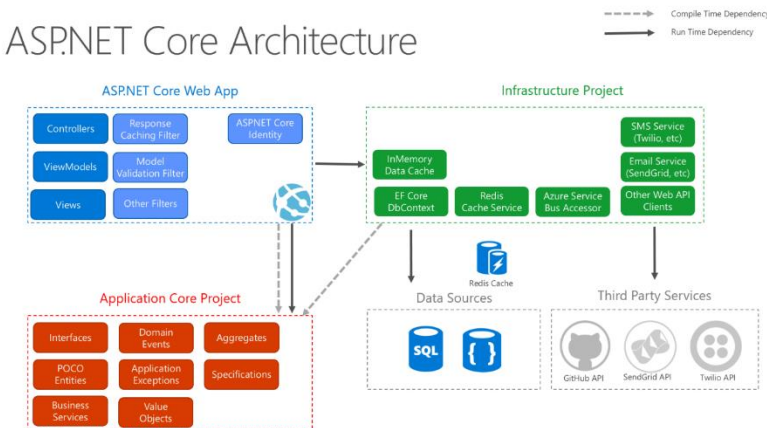 Compile Time Dependency
Run Time Dependency
ASP.NET Core Architecture
ASP.NET Core Web App
Controllers
Response
Caching Filter
ASP.NET Core
Identity
ViewModels
Model
Validation Filter
Views
Other Filters
Infrastructure Project
SMS Service
(Twilio, etc)
InMemory
Data Cache
Email Service
(SendGrid, etc)
EF Core
DbContext
Redis
Cache Service
Azure Service
Bus Accessor
Other Web API
Clients
Redis Cache
Application Core Project
Interfaces
Domain
Events
Aggregates
POCO
Entities
Application
Exceptions
Specifications
Business
Services
Value
Objects
Data Sources
SQL
{ }
Third Party Services
GitHub API
SendGrid API
Twilio API